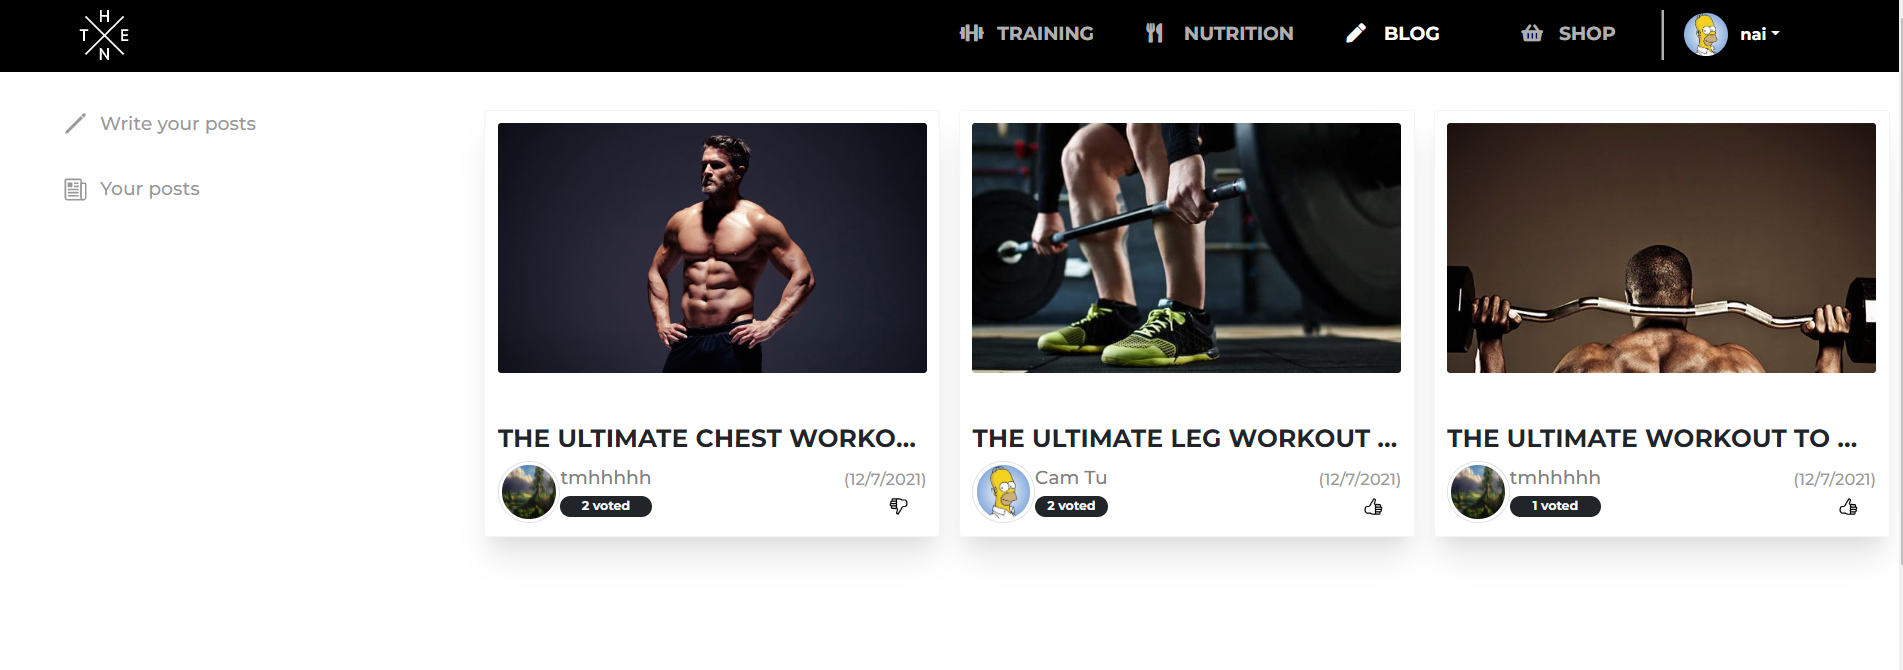 H
T E
N
TRAINING
NUTRITION
BLOG
SHOP
nai
Write your posts
Your posts
THE ULTIMATE CHEST WORKO...
tmhhhhh
(12/7/2021)
2 voted
THE ULTIMATE LEG WORKOUT ...
Cam Tu
(12/7/2021)
2 voted
THE ULTIMATE WORKOUT TO ...
tmhhhhh
(12/7/2021)
1 voted